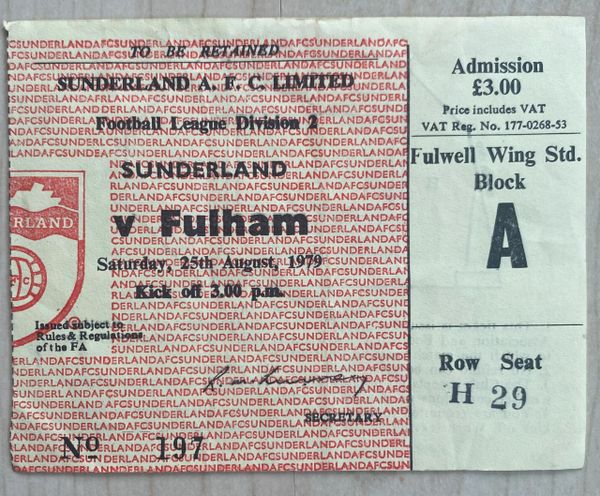 TO BE RETAINED
SUNDERLAND A. F. C. LIMITED
Football League Division 2
SUNDERLAND
v Fulham
Saturday, 25th August, 1979
Kick off 3.00 p.m.
Issued subject to
Rules & Regulations
of the FA
SECRETARY
No 197
ERLAND
Admission
£3.00
Price includes VAT
VAT Reg. No. 177-0268-53
Fulwell Wing Std.
Block
A
Row Seat
H 29